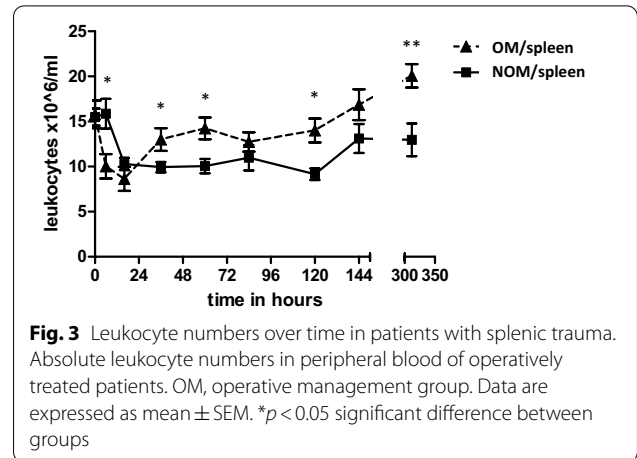 25
20
15
10
5
0
leukocytes x10^6/ml
* * * * **
OM/spleen
NOM/spleen
0 24 48 72 96 120 144 300 350
time in hours
Fig. 3 Leukocyte numbers over time in patients with splenic trauma.
Absolute leukocyte numbers in peripheral blood of operatively
treated patients. OM, operative management group. Data are
expressed as mean ± SEM. *p < 0.05 significant difference between
groups